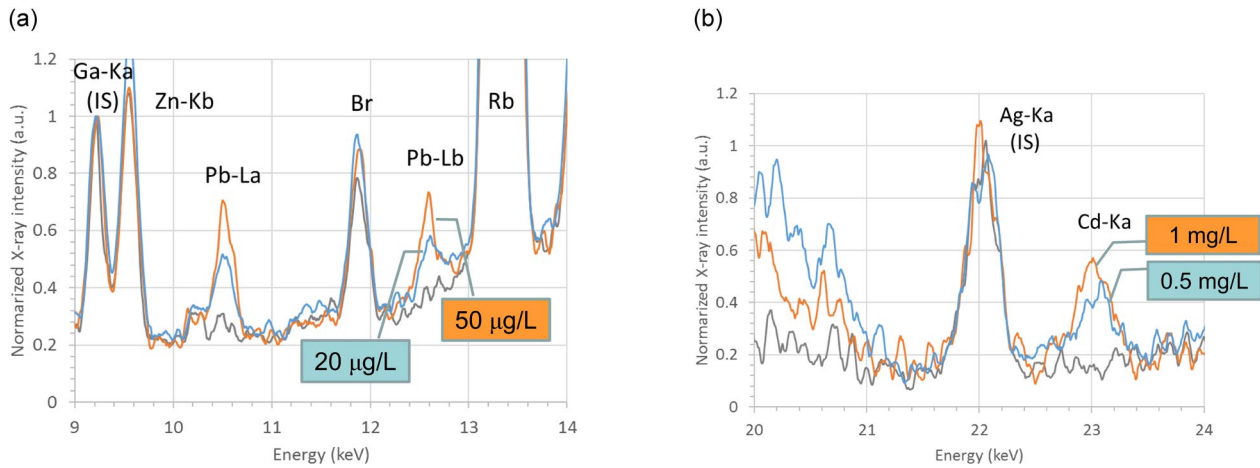 (a)
Normarized X-ray intensity (a.u.)
1.2
1
0.8
0.6
0.4
0.2
0
Ga-Ka
(IS)
Zn-Kb
Pb-La
Br
Pb-Lb
Rb
20 µg/L
50 µg/L
9
10
11
12
13
14
Energy (keV)
(b)
Normarized X-ray intensity (a.u.)
1.2
1
0.8
0.6
0.4
0.2
0
Ag-Ka
(IS)
Cd-Ka
1 mg/L
0.5 mg/L
20
21
22
23
24
Energy (keV)